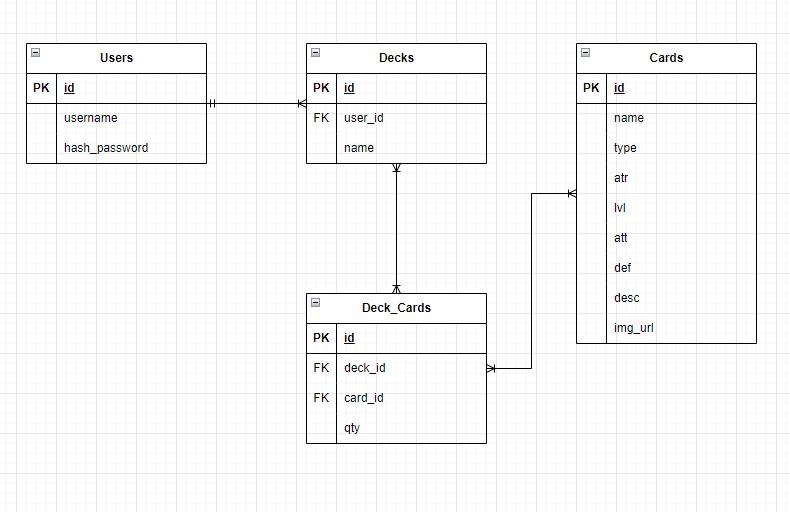 Users
PK id
username
hash_password
Decks
PK id
FK user_id
name
Cards
PK id
name
type
atr
lvl
att
def
desc
img_url
Deck_Cards
PK id
FK deck_id
FK card_id
qty